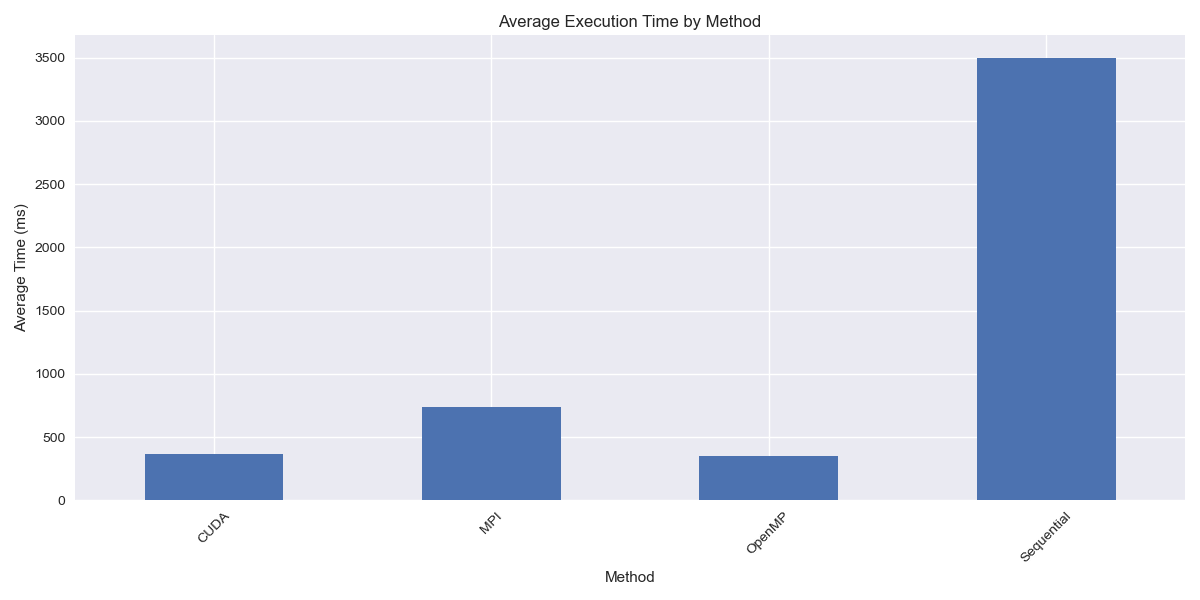 Average Execution Time by Method
Average Time (ms)
3500
3000
2500
2000
1500
1000
500
0
CUDA
MPI
OpenMP
Sequential
Method